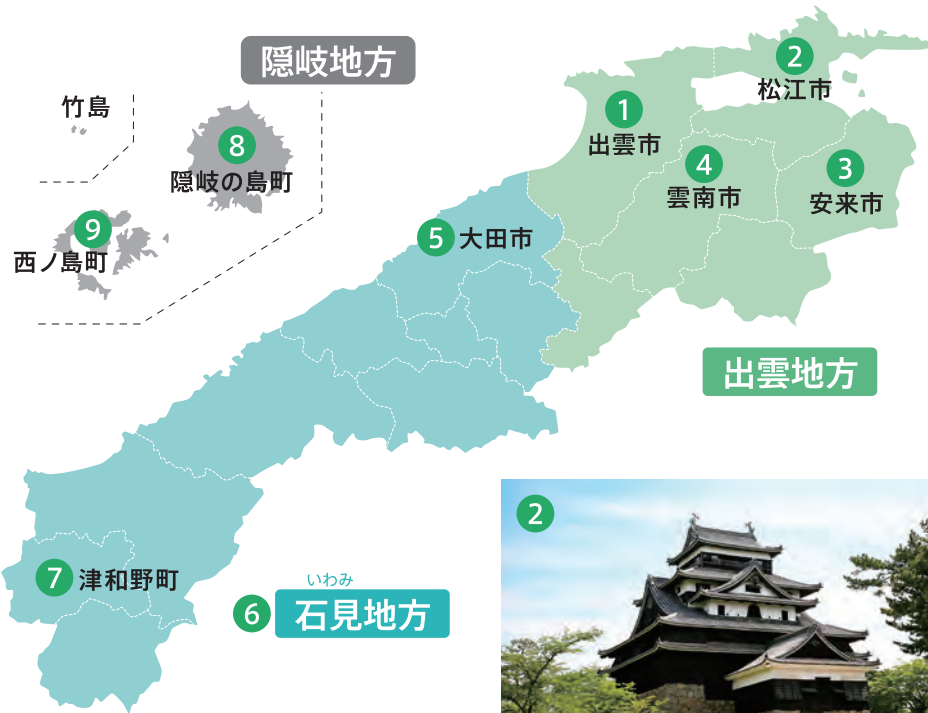 隠岐地方
竹島
8
隠岐の島町
9
西ノ島町
2
松江市
1
出雲市
4
雲南市
3
安来市
5 大田市
出雲地方
2
7 津和野町
いわみ
6 石見地方